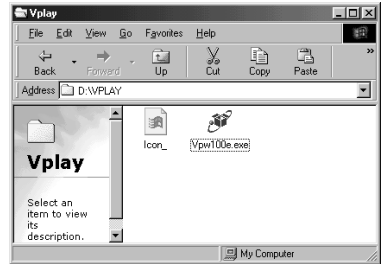 Vplay
File Edit View Go Favorites Help
Back Forward Up Cut Copy Paste »
Address D:\VPLAY
Icon_ Vpw100e.exe
Vplay
Select an
item to view
its
description.
My Computer